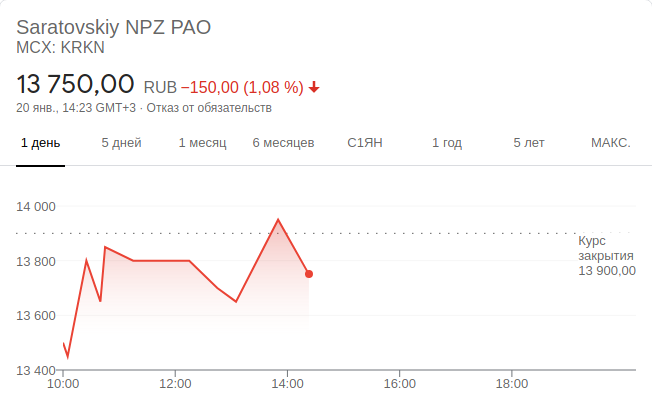 Saratovskiy NPZ PAO
MCX: KRKN
13 750,00 RUB −150,00 (1,08 %)
20 янв., 14:23 GMT+3 · Отказ от обязательств
1 день 5 дней 1 месяц 6 месяцев С1ЯН 1 год 5 лет МАКС.
14 000
Курс
закрытия
13 900,00
13 800
13 600
13 400
10:00 12:00 14:00 16:00 18:00